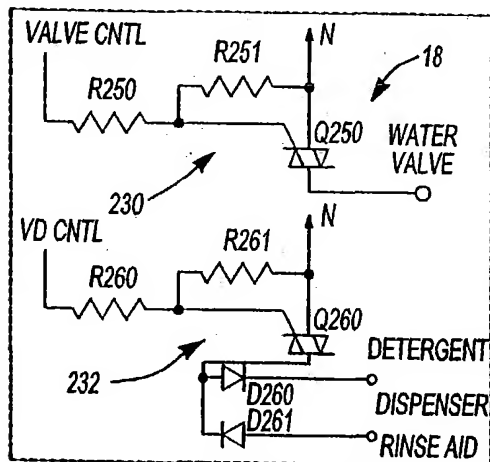 VALVE CNTL
R251
N
18
R250
Q250
WATER
VALVE
230
N
VD CNTL
R261
R260
Q260
DETERGENT
232
D260
DISPENSER
D261
RINSE AID